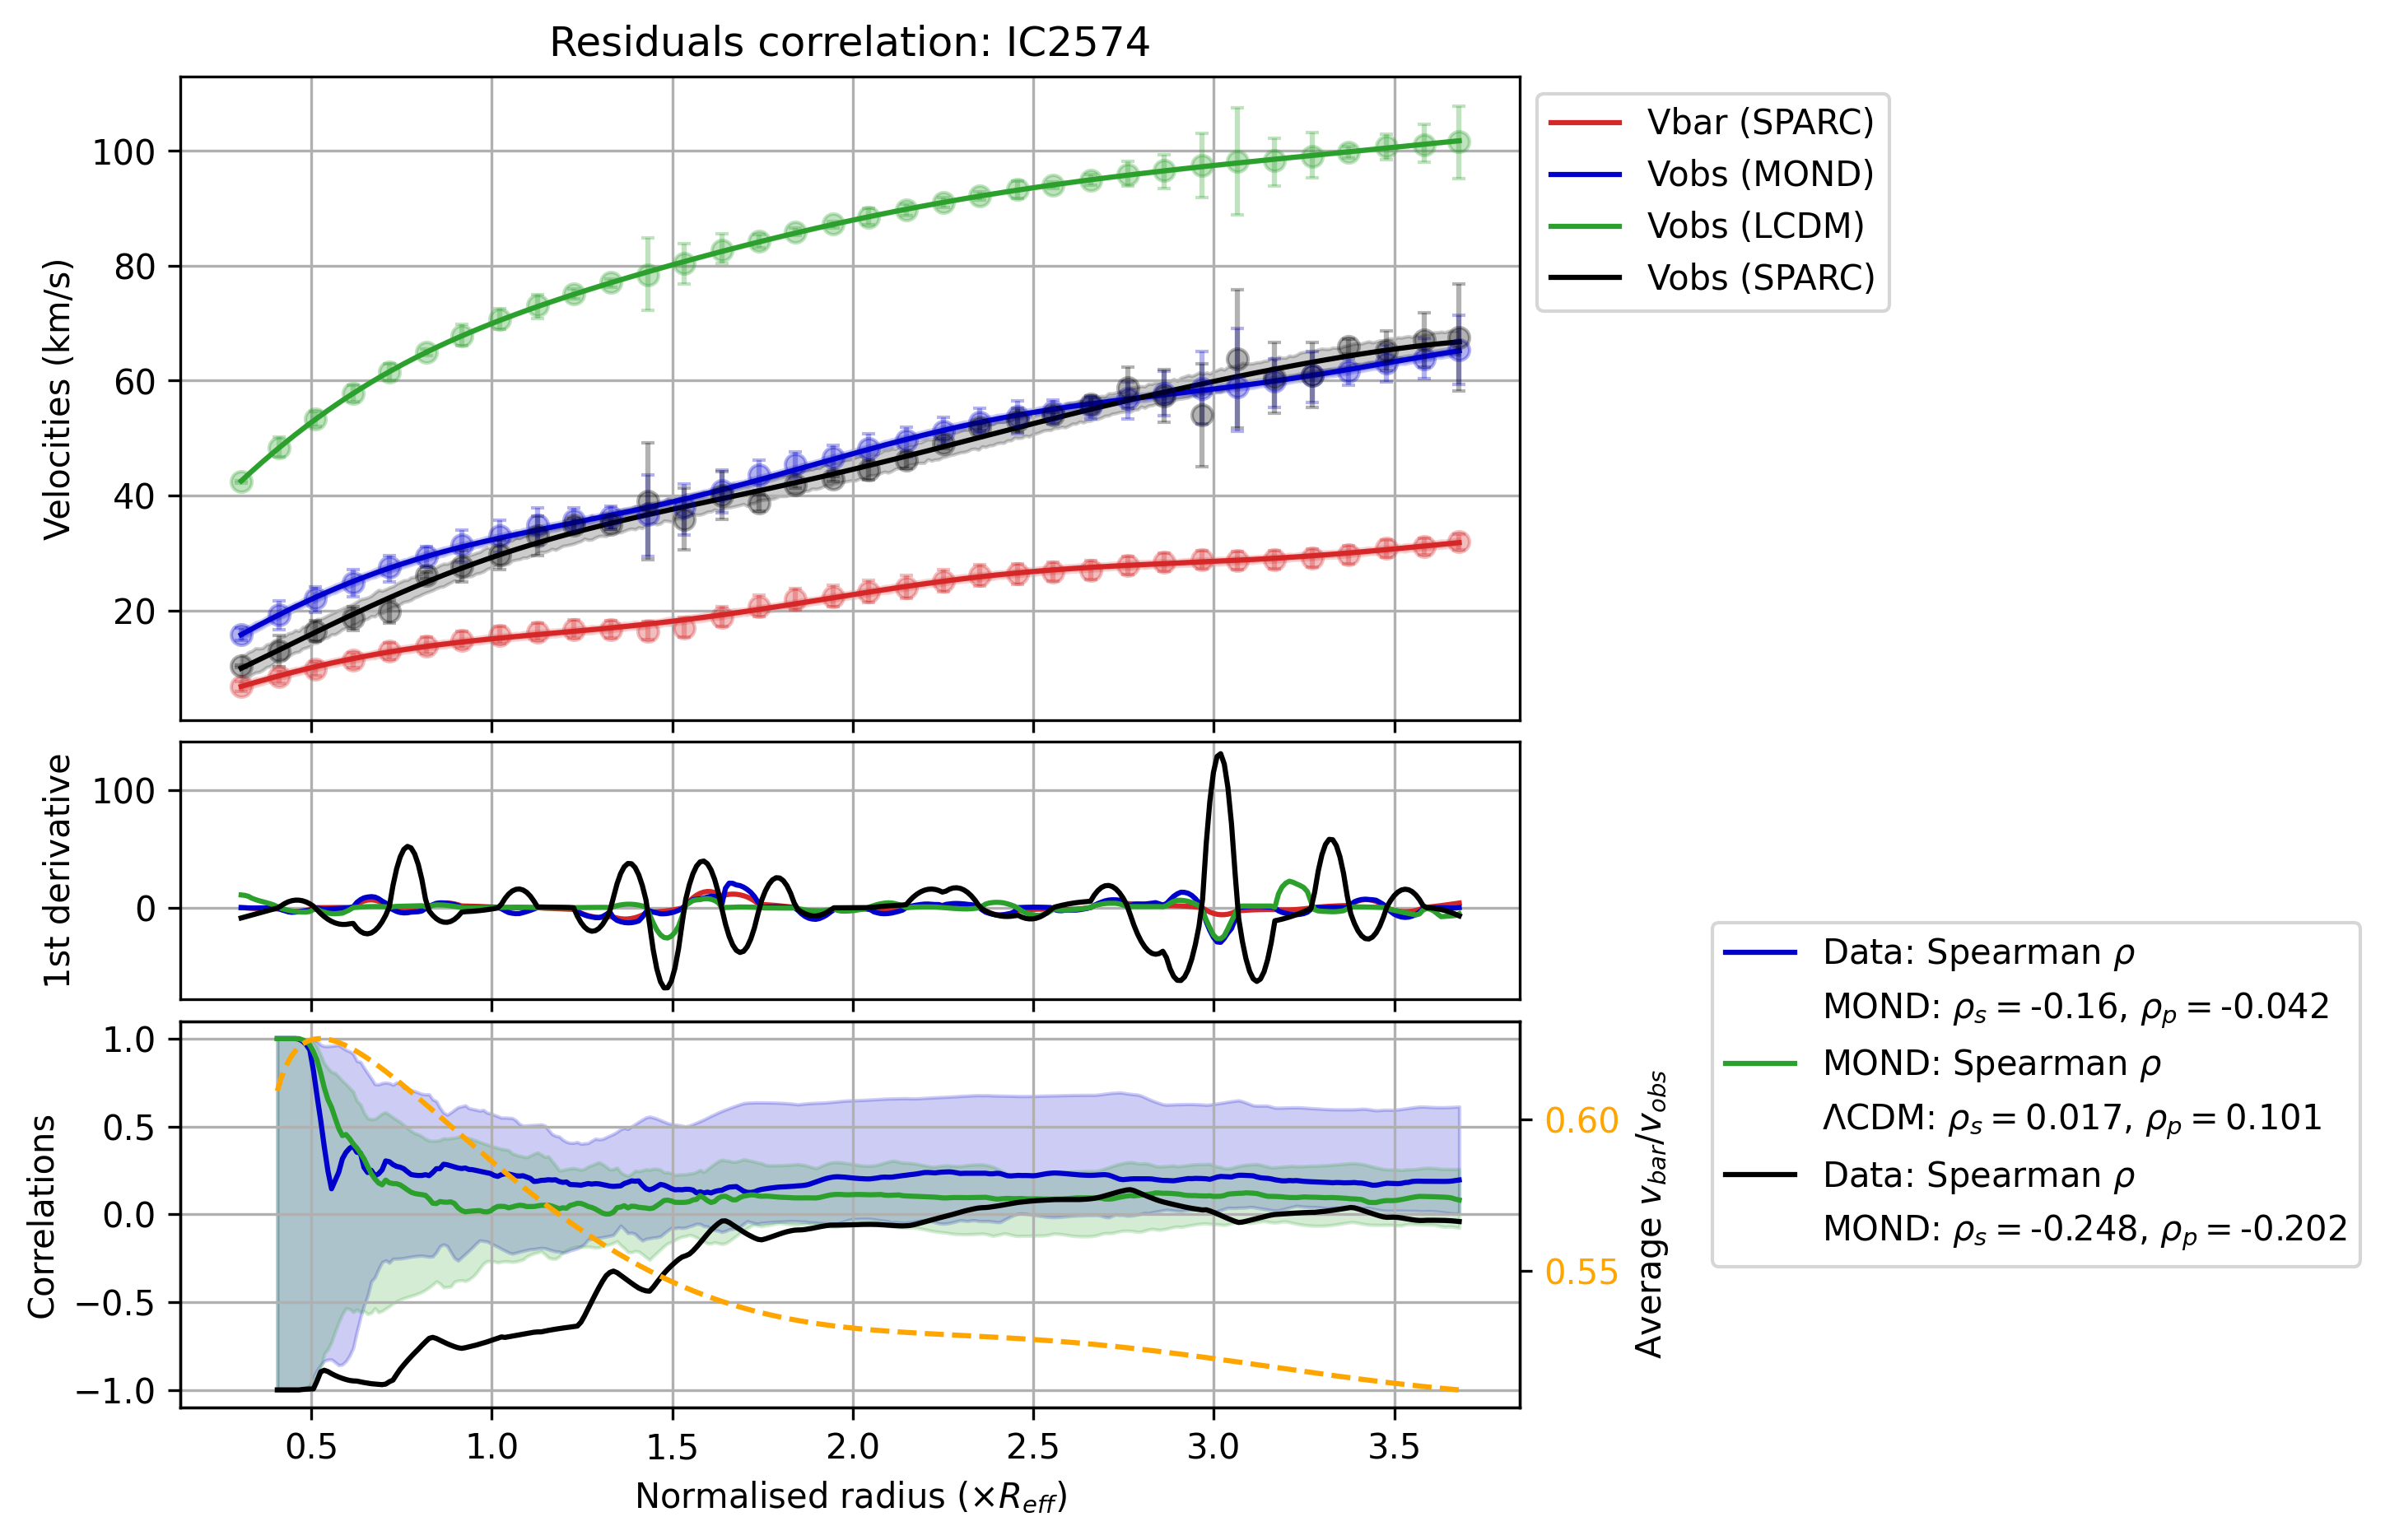 Residuals correlation: IC2574
Velocities (km/s)
100
80
60
40
20
Vbar (SPARC)
Vobs (MOND)
Vobs (LCDM)
Vobs (SPARC)
1st derivative
100
0
Correlations
1.0
0.5
0.0
−0.5
−1.0
0.60
0.55
Average v_bar/v_obs
Data: Spearman ρ
MOND: ρ_s = -0.16, ρ_p = -0.042
MOND: Spearman ρ
ΛCDM: ρ_s = 0.017, ρ_p = 0.101
Data: Spearman ρ
MOND: ρ_s = -0.248, ρ_p = -0.202
0.5 1.0 1.5 2.0 2.5 3.0 3.5
Normalised radius (×R_eff)